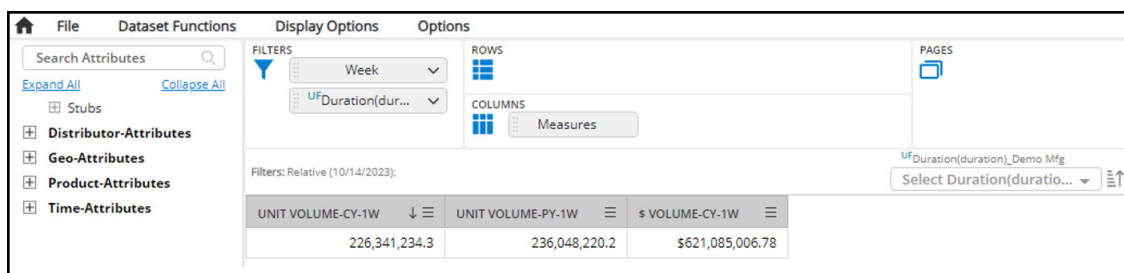 File Dataset Functions Display Options Options
Search Attributes
Expand All Collapse All
Stubs
Distributor-Attributes
Geo-Attributes
Product-Attributes
Time-Attributes
FILTERS
Week
UFDuration(dur...
ROWS
COLUMNS
Measures
PAGES
Filters: Relative (10/14/2023);
UFDuration(duration)_Demo Mfg
Select Duration(duratio...
UNIT VOLUME-CY-1W UNIT VOLUME-PY-1W $ VOLUME-CY-1W
226,341,234.3 236,048,220.2 $621,085,006.78